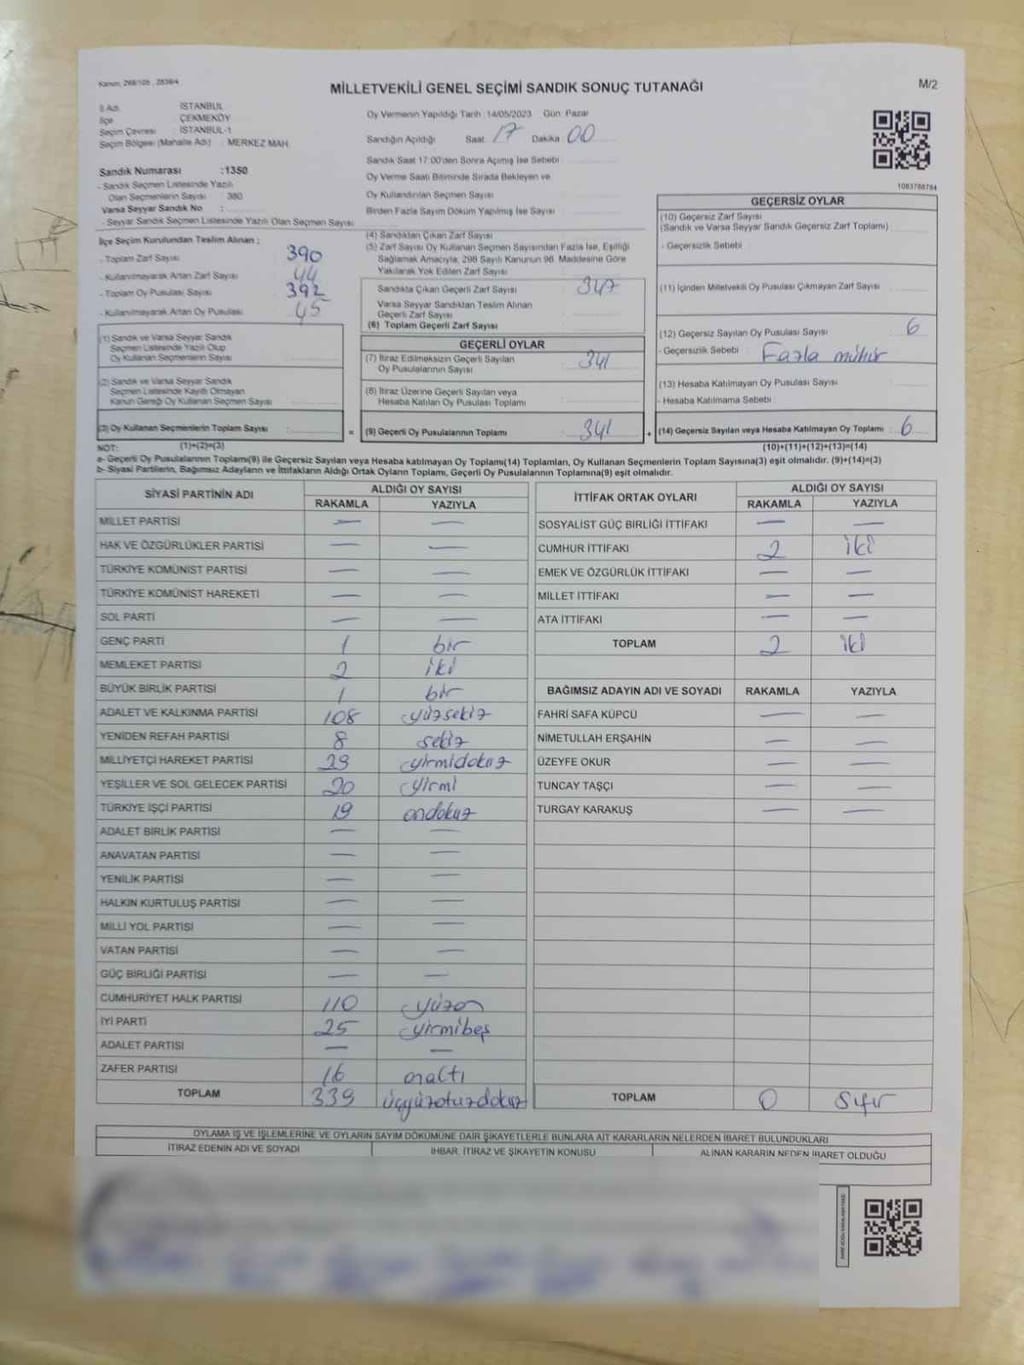 Kanun: 298/105 , 2839/4
MİLLETVEKİLİ GENEL SEÇİMİ SANDIK SONUÇ TUTANAĞI
M/2
İl Adı : İSTANBUL
İlçe : ÇEKMEKÖY
Seçim Çevresi : İSTANBUL-1
Seçim Bölgesi (Mahalle Adı) : MERKEZ MAH.
Oy Vermenin Yapıldığı Tarih :14/05/2023 Gün :Pazar
Sandığın Açıldığı Saat 17 Dakika 00
Sandık Saat 17:00'den Sonra Açımış İse Sebebi
Oy Verme Saati Bitiminde Sırada Bekleyen ve
Oy Kullandırılan Seçmen Sayısı
Birden Fazla Sayım Döküm Yapılmış İse Sayısı
1083788784
Sandık Numarası :1350
- Sandık Seçmen Listesinde Yazılı
Olan Seçmenlerin Sayısı 380
Varsa Seyyar Sandık No :
- Seyyar Sandık Seçmen Listesinde Yazılı Olan Seçmen Sayısı
İlçe Seçim Kurulundan Teslim Alınan ;
- Toplam Zarf Sayısı 390
- Kullanılmayarak Artan Zarf Sayısı 44
- Toplam Oy Pusulası Sayısı 392
- Kullanılmayarak Artan Oy Pusulası 45
(1) Sandık ve Varsa Seyyar Sandık
Seçmen Listesinde Yazılı Olup
Oy Kullanan Seçmenlerin Sayısı
(2) Sandık ve Varsa Seyyar Sandık
Seçmen Listesinde Kayıtlı Olmayan
Kanun Gereği Oy Kullanan Seçmen Sayısı
(3) Oy Kullanan Seçmenlerin Toplam Sayısı =
(4) Sandıktan Çıkan Zarf Sayısı
(5) Zarf Sayısı Oy Kullanan Seçmen Sayısından Fazla İse, Eşitliği
Sağlamak Amacıyla, 298 Sayılı Kanunun 98. Maddesine Göre
Yakılarak Yok Edilen Zarf Sayısı
Sandıkta Çıkan Geçerli Zarf Sayısı 347
Varsa Seyyar Sandıktan Teslim Alınan
Geçerli Zarf Sayısı
(6) Toplam Geçerli Zarf Sayısı
GEÇERLİ OYLAR
(7) İtiraz Edilmeksizin Geçerli Sayılan
Oy Pusulalarının Sayısı 341
(8) İtiraz Üzerine Geçerli Sayılan veya
Hesaba Katılan Oy Pusulası Toplamı
(9) Geçerli Oy Pusulalarının Toplamı 341 +
GEÇERSİZ OYLAR
(10) Geçersiz Zarf Sayısı
(Sandık ve Varsa Seyyar Sandık Geçersiz Zarf Toplamı)
- Geçersizlik Sebebi
(11) İçinden Milletvekili Oy Pusulası Çıkmayan Zarf Sayısı
(12) Geçersiz Sayılan Oy Pusulası Sayısı 6
- Geçersizlik Sebebi : Fazla mühür
(13) Hesaba Katılmayan Oy Pusulası Sayısı
- Hesaba Katılmama Sebebi
(14) Geçersiz Sayılan veya Hesaba Katılmayan Oy Toplamı 6
NOT: (1)+(2)=(3) (10)+(11)+(12)+(13)=(14)
a- Geçerli Oy Pusulalarının Toplamı(9) ile Geçersiz Sayılan veya Hesaba katılmayan Oy Toplamı(14) Toplamları, Oy Kullanan Seçmenlerin Toplam Sayısına(3) eşit olmalıdır. (9)+(14)=(3)
b- Siyasi Partilerin, Bağımsız Adayların ve İttifakların Aldığı Ortak Oyların Toplamı, Geçerli Oy Pusulalarının Toplamına(9) eşit olmalıdır.
SİYASİ PARTİNİN ADI ALDIĞI OY SAYISI
RAKAMLA YAZIYLA
MİLLET PARTİSİ — —
HAK VE ÖZGÜRLÜKLER PARTİSİ — —
TÜRKİYE KOMÜNİST PARTİSİ — —
TÜRKİYE KOMÜNİST HAREKETİ — —
SOL PARTİ — —
GENÇ PARTİ 1 bir
MEMLEKET PARTİSİ 2 iki
BÜYÜK BİRLİK PARTİSİ 1 bir
ADALET VE KALKINMA PARTİSİ 108 yüzsekiz
YENİDEN REFAH PARTİSİ 8 sekiz
MİLLİYETÇİ HAREKET PARTİSİ 29 yirmidokuz
YEŞİLLER VE SOL GELECEK PARTİSİ 20 yirmi
TÜRKİYE İŞÇİ PARTİSİ 19 ondokuz
ADALET BİRLİK PARTİSİ — —
ANAVATAN PARTİSİ — —
YENİLİK PARTİSİ — —
HALKIN KURTULUŞ PARTİSİ — —
MİLLİ YOL PARTİSİ — —
VATAN PARTİSİ — —
GÜÇ BİRLİĞİ PARTİSİ — —
CUMHURİYET HALK PARTİSİ 110 yüzon
İYİ PARTİ 25 yirmibeş
ADALET PARTİSİ — —
ZAFER PARTİSİ 16 onaltı
TOPLAM 339 üçyüzotuzdokuz
İTTİFAK ORTAK OYLARI ALDIĞI OY SAYISI
RAKAMLA YAZIYLA
SOSYALİST GÜÇ BİRLİĞİ İTTİFAKI — —
CUMHUR İTTİFAKI 2 iki
EMEK VE ÖZGÜRLÜK İTTİFAKI — —
MİLLET İTTİFAKI — —
ATA İTTİFAKI — —
TOPLAM 2 iki
BAĞIMSIZ ADAYIN ADI VE SOYADI RAKAMLA YAZIYLA
FAHRİ SAFA KÜPCÜ — —
NİMETULLAH ERŞAHİN — —
ÜZEYFE OKUR — —
TUNCAY TAŞÇI — —
TURGAY KARAKUŞ — —
TOPLAM 0 sıfır
OYLAMA İŞ VE İŞLEMLERİNE VE OYLARIN SAYIM DÖKÜMÜNE DAİR ŞİKAYETLERLE BUNLARA AİT KARARLARIN NELERDEN İBARET BULUNDUKLARI
İTİRAZ EDENİN ADI VE SOYADI İHBAR, İTİRAZ VE ŞİKAYETİN KONUSU ALINAN KARARIN NEDEN İBARET OLDUĞU